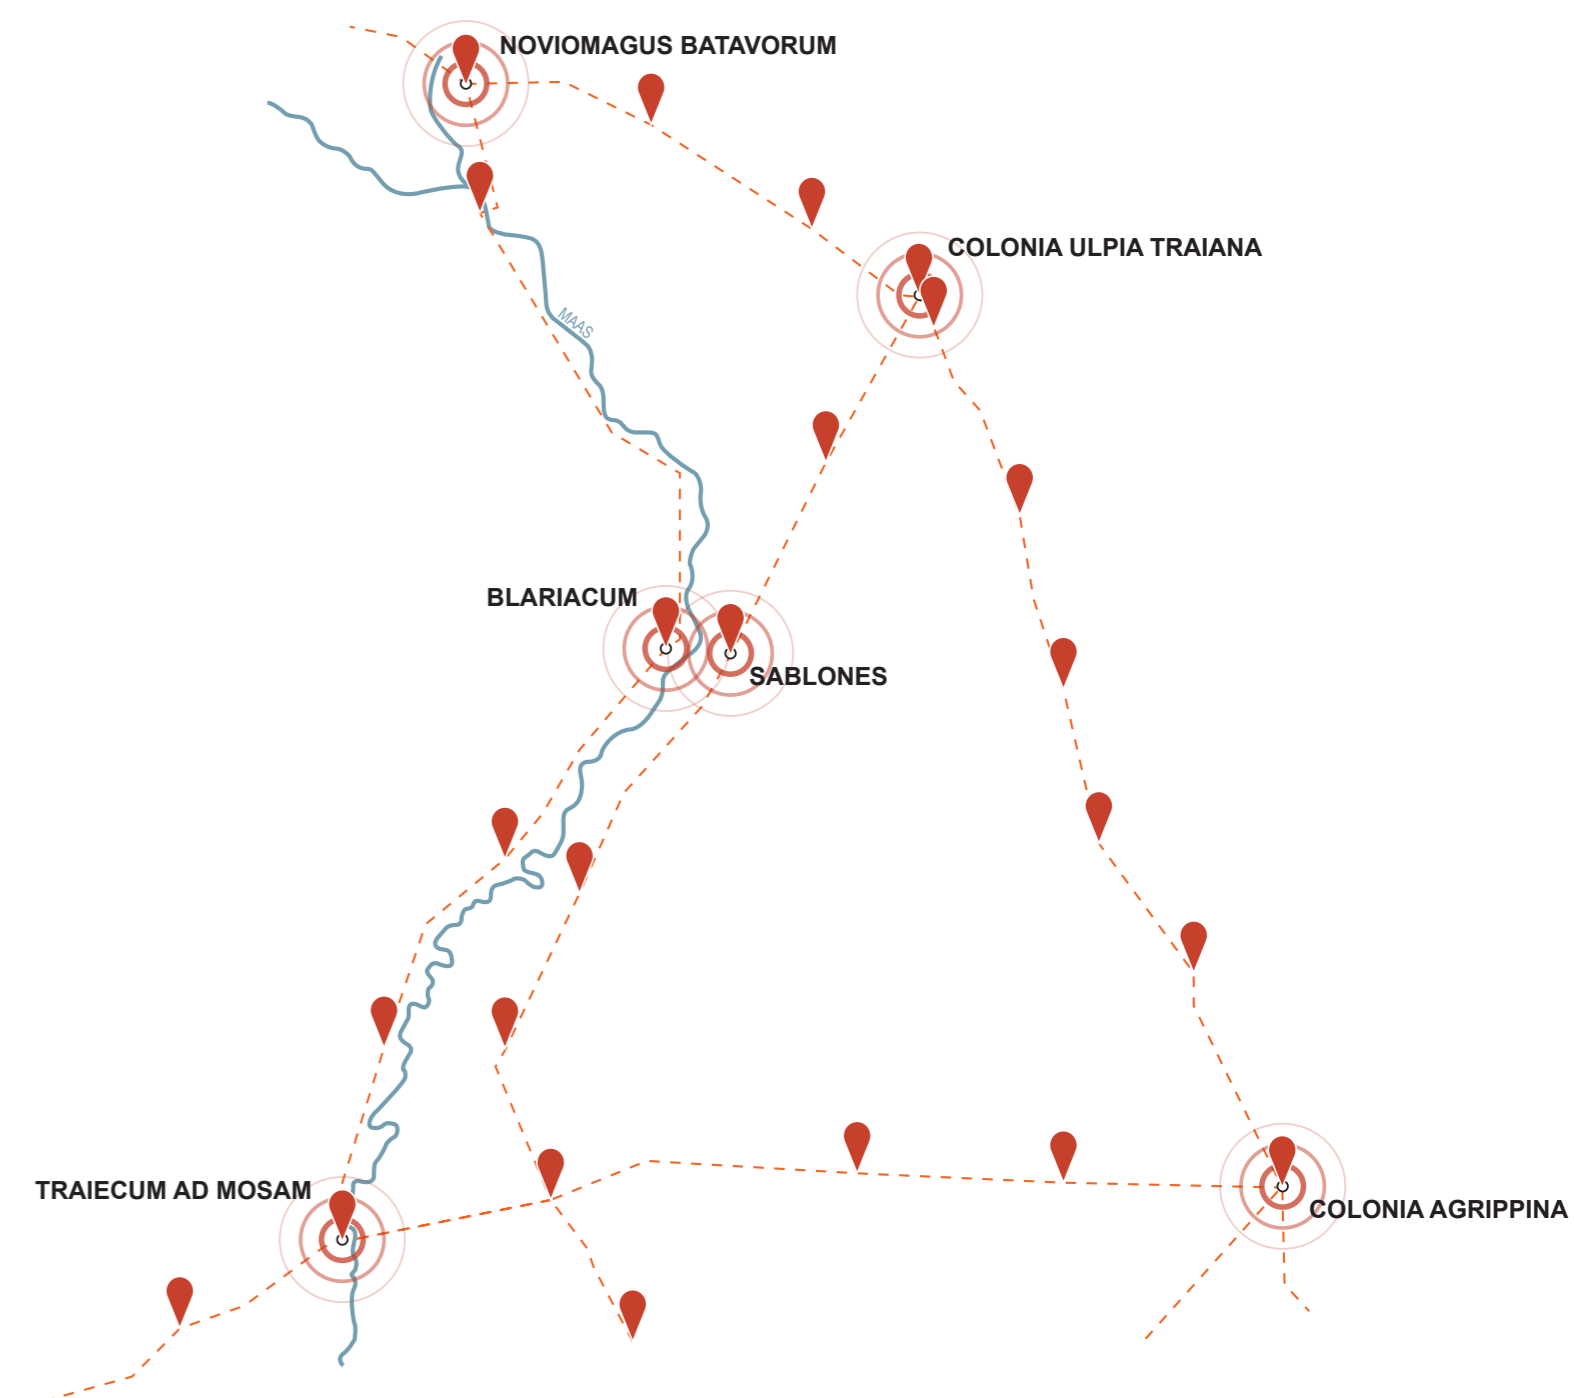 NOVIOMAGUS BATAVORUM
COLONIA ULPIA TRAIANA
MAAS
BLARIACUM
SABLONES
TRAIECUM AD MOSAM
COLONIA AGRIPPINA